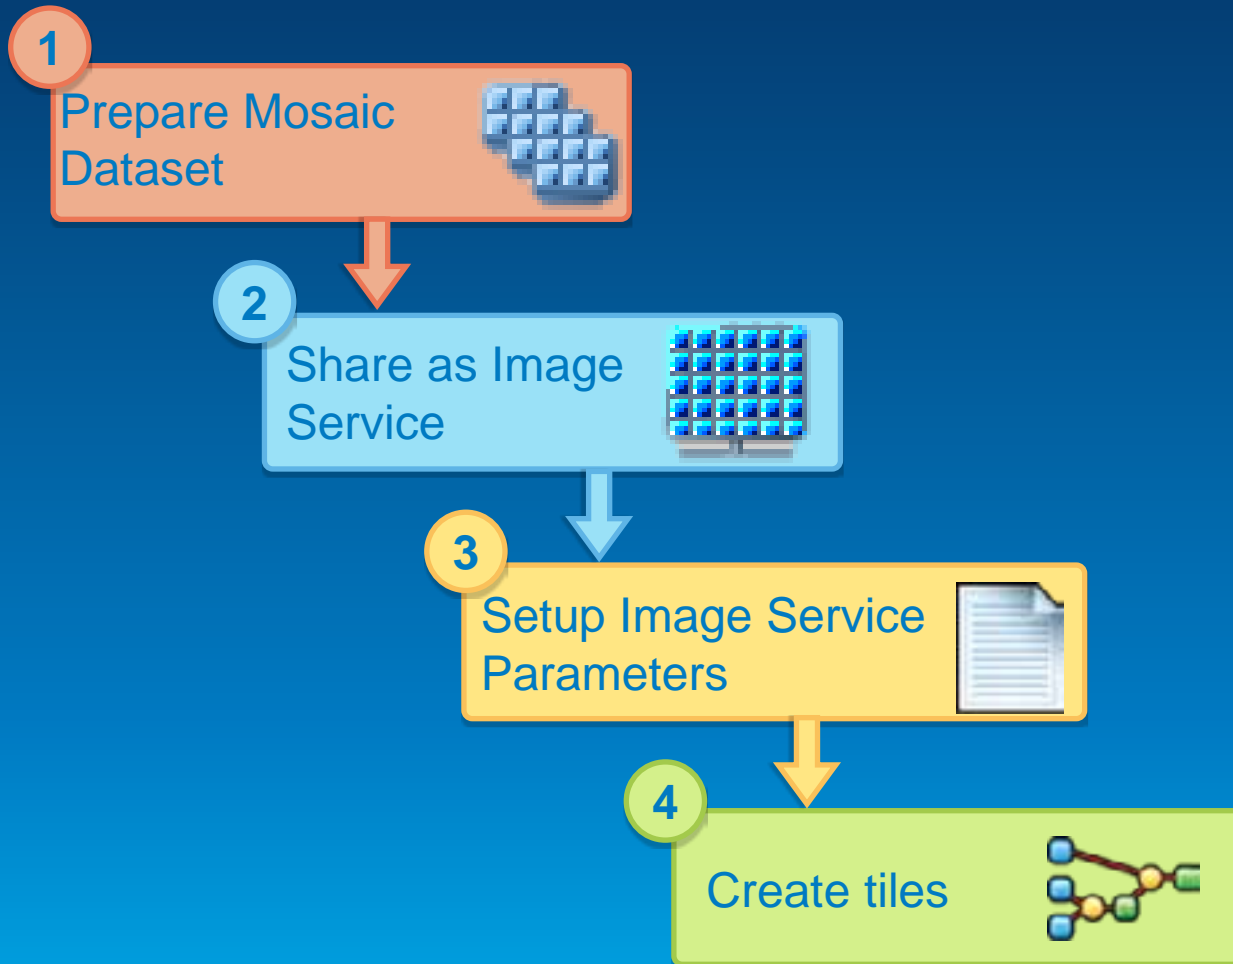 1
Prepare Mosaic
Dataset
2
Share as Image
Service
3
Setup Image Service
Parameters
4
Create tiles